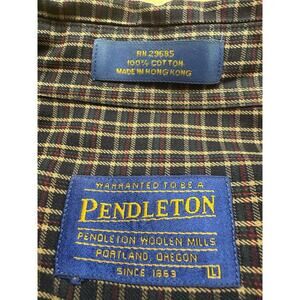 RN 29685
100% COTTON
MADE IN HONG KONG
WARRANTED TO BE A
PENDLETON
PENDLETON WOOLEN MILLS
PORTLAND, OREGON
SINCE 1863
L